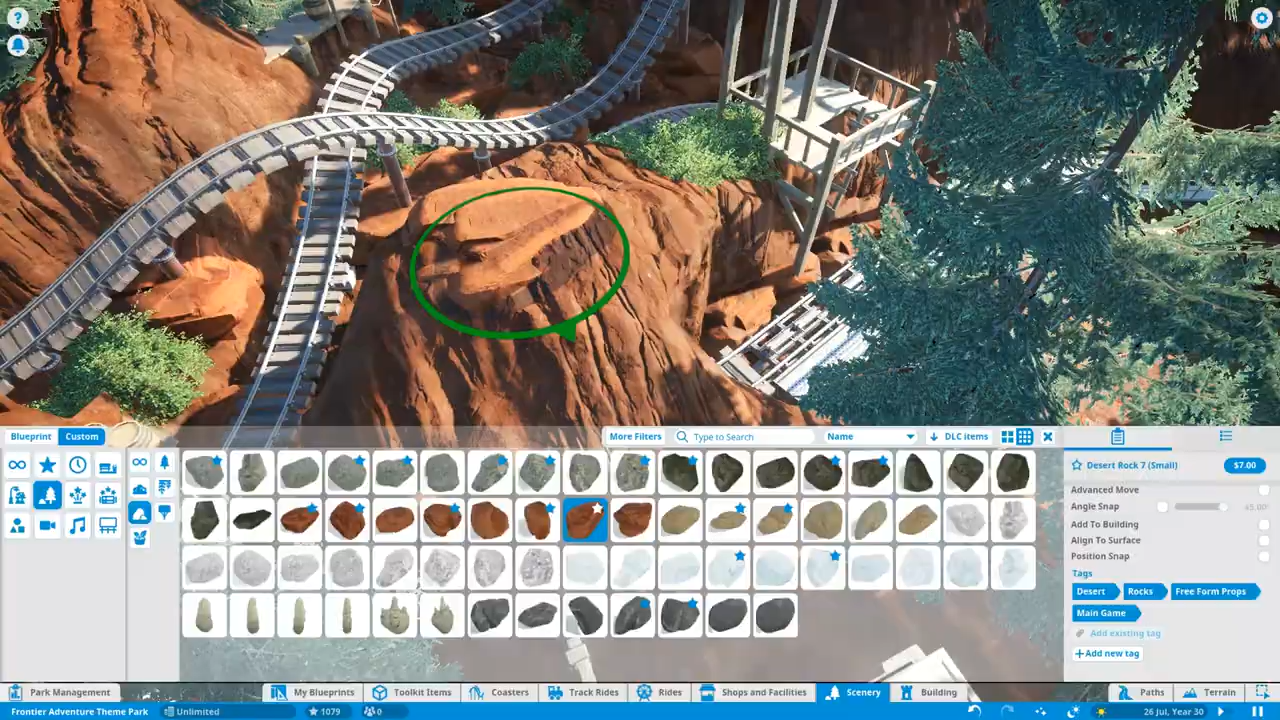 ?
Blueprint
Custom
More Filters
Type to Search
Name
DLC items
Desert Rock 7 (Small)
$7.00
Advanced Move
Angle Snap
45.00°
Add To Building
Align To Surface
Position Snap
Tags
Desert
Rocks
Free Form Props
Main Game
Add existing tag
+Add new tag
Park Management
My Blueprints
Toolkit Items
Coasters
Track Rides
Rides
Shops and Facilities
Scenery
Building
Paths
Terrain
Frontier Adventure Theme Park
Unlimited
1079
0
26 Jul, Year 30